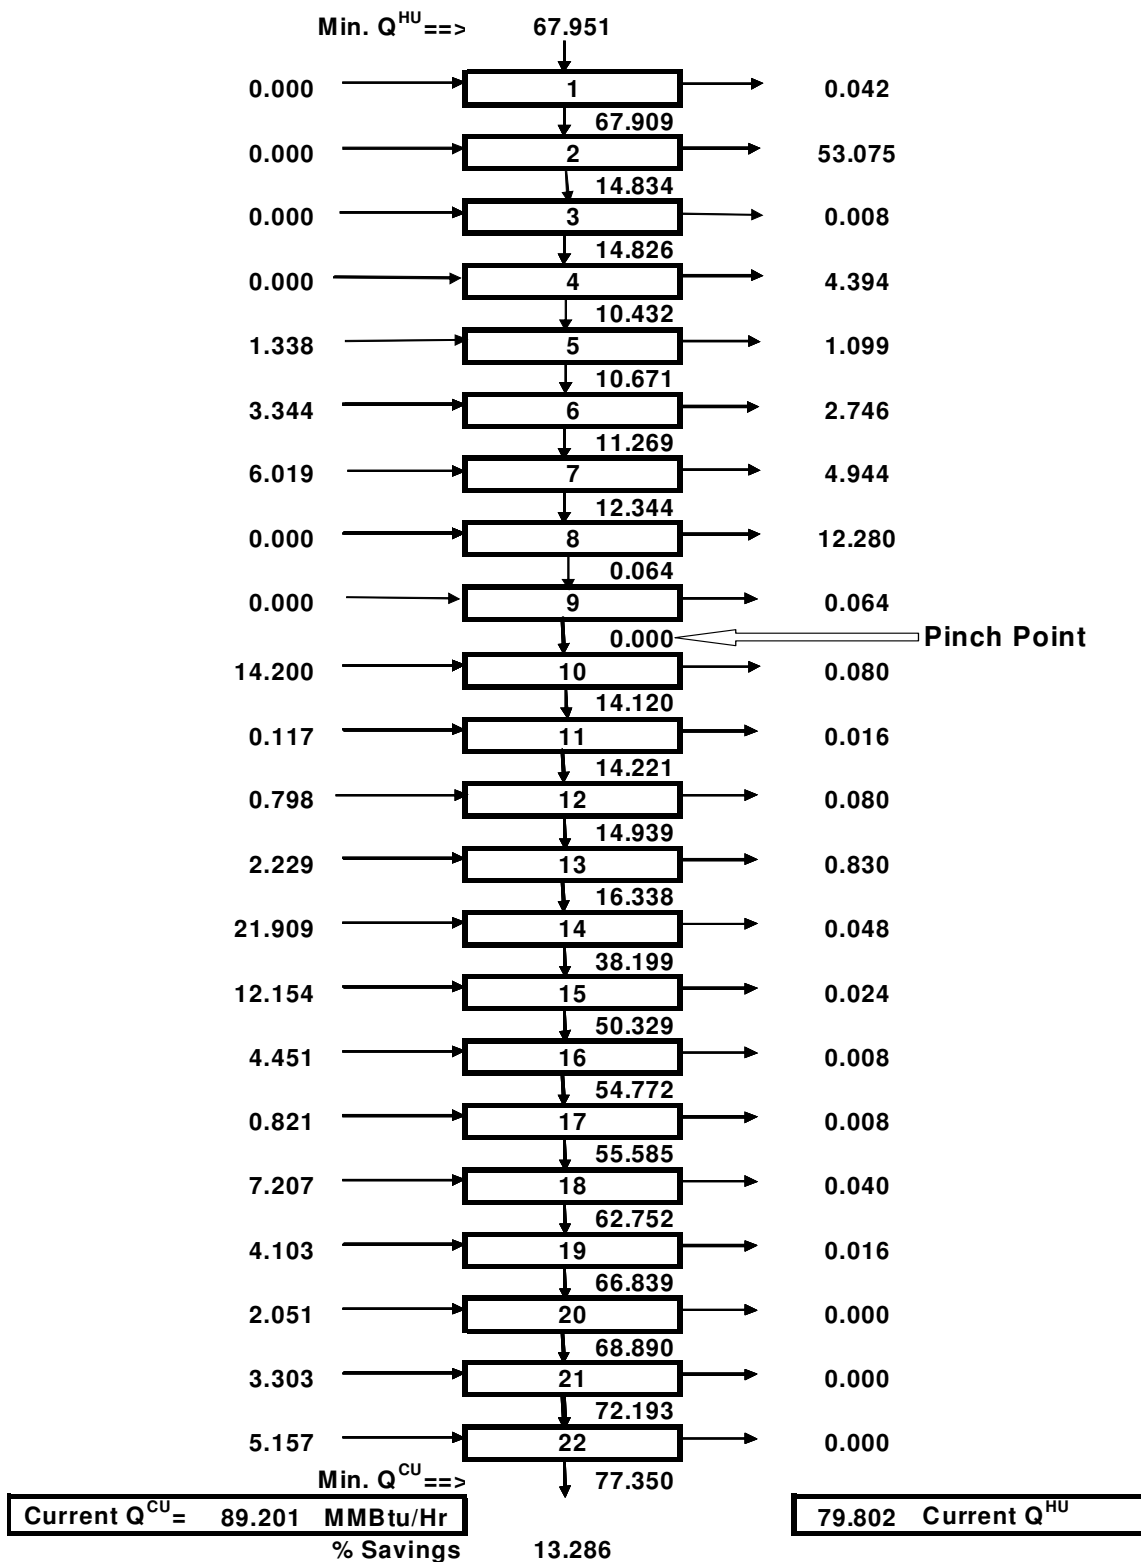 Min. Q^HU ==> 67.951
0.000 1 0.042
67.909
0.000 2 53.075
14.834
0.000 3 0.008
14.826
0.000 4 4.394
10.432
1.338 5 1.099
10.671
3.344 6 2.746
11.269
6.019 7 4.944
12.344
0.000 8 12.280
0.064
0.000 9 0.064
0.000 Pinch Point
14.200 10 0.080
14.120
0.117 11 0.016
14.221
0.798 12 0.080
14.939
2.229 13 0.830
16.338
21.909 14 0.048
38.199
12.154 15 0.024
50.329
4.451 16 0.008
54.772
0.821 17 0.008
55.585
7.207 18 0.040
62.752
4.103 19 0.016
66.839
2.051 20 0.000
68.890
3.303 21 0.000
72.193
5.157 22 0.000
Min. Q^CU ==> 77.350
Current Q^CU = 89.201 MMBtu/Hr 79.802 Current Q^HU
% Savings 13.286